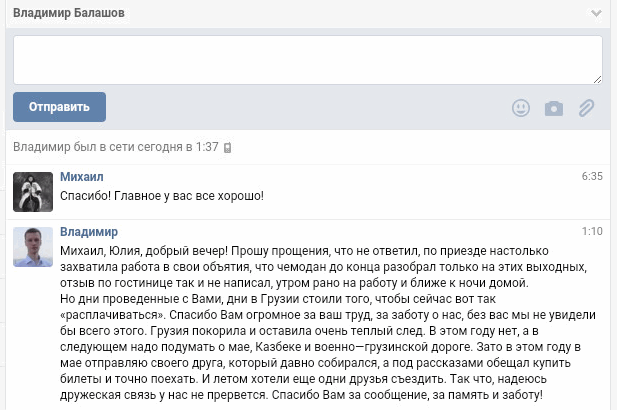 Владимир Балашов
Отправить
Владимир был в сети сегодня в 1:37
Михаил 6:35
Спасибо! Главное у вас все хорошо!
Владимир 1:10
Михаил, Юлия, добрый вечер! Прошу прощения, что не ответил, по приезде настолько
захватила работа в свои объятия, что чемодан до конца разобрал только на этих выходных,
отзыв по гостинице так и не написал, утром рано на работу и ближе к ночи домой.
Но дни проведенные с Вами, дни в Грузии стоили того, чтобы сейчас вот так
«расплачиваться». Спасибо Вам огромное за ваш труд, за заботу о нас, без вас мы не увидели
бы всего этого. Грузия покорила и оставила очень теплый след. В этом году нет, а в
следующем надо подумать о мае, Казбеке и военно—грузинской дороге. Зато в этом году в
мае отправляю своего друга, который давно собирался, а под рассказами обещал купить
билеты и точно поехать. И летом хотели еще одни друзья съездить. Так что, надеюсь
дружеская связь у нас не прервется. Спасибо Вам за сообщение, за память и заботу!